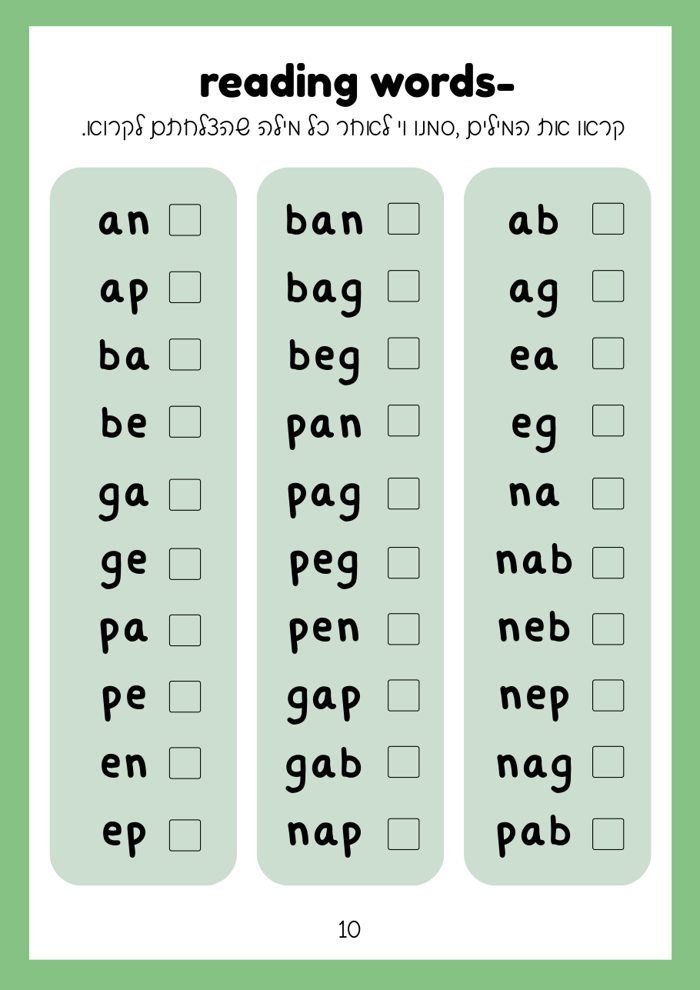 reading words-
קראו את המילים, סמנו וי לאחר כל מילה שהצלחתם לקרוא.
an
ap
ba
be
ga
ge
pa
pe
en
ep
ban
bag
beg
pan
pag
peg
pen
gap
gab
nap
ab
ag
ea
eg
na
nab
neb
nep
nag
pab
10